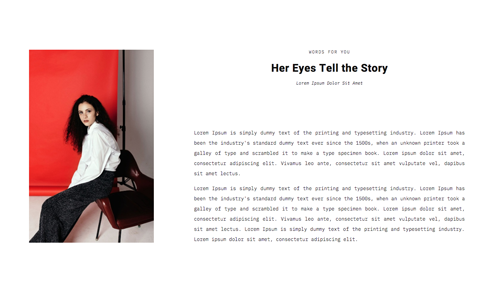 WORDS FOR YOU
Her Eyes Tell the Story
Lorem Ipsum Dolor Sit Amet
Lorem Ipsum is simply dummy text of the printing and typesetting industry. Lorem Ipsum has
been the industry's standard dummy text ever since the 1500s, when an unknown printer took a
galley of type and scrambled it to make a type specimen book. Lorem ipsum dolor sit amet,
consectetur adipiscing elit. Vivamus leo ante, consectetur sit amet vulputate vel, dapibus
sit amet lectus.
Lorem Ipsum is simply dummy text of the printing and typesetting industry. Lorem Ipsum has
been the industry's standard dummy text ever since the 1500s, when an unknown printer took a
galley of type and scrambled it to make a type specimen book. Lorem ipsum dolor sit amet,
consectetur adipiscing elit. Vivamus leo ante, consectetur sit amet vulputate vel, dapibus
sit amet lectus. Lorem Ipsum is simply dummy text of the printing and typesetting industry.
Lorem ipsum dolor sit amet, consectetur adipiscing elit.